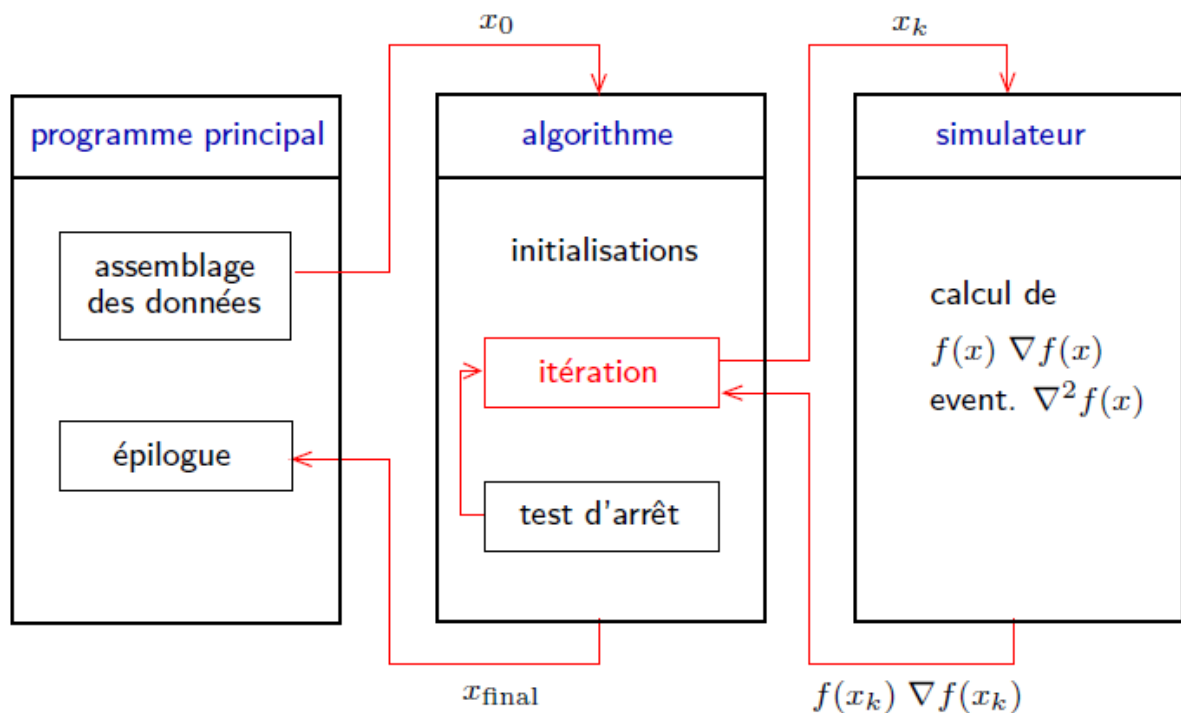 x_0
x_k
programme principal
algorithme
simulateur
assemblage
des données
épilogue
initialisations
itération
test d'arrêt
calcul de
f(x) ∇f(x)
event. ∇²f(x)
x_final
f(x_k) ∇f(x_k)